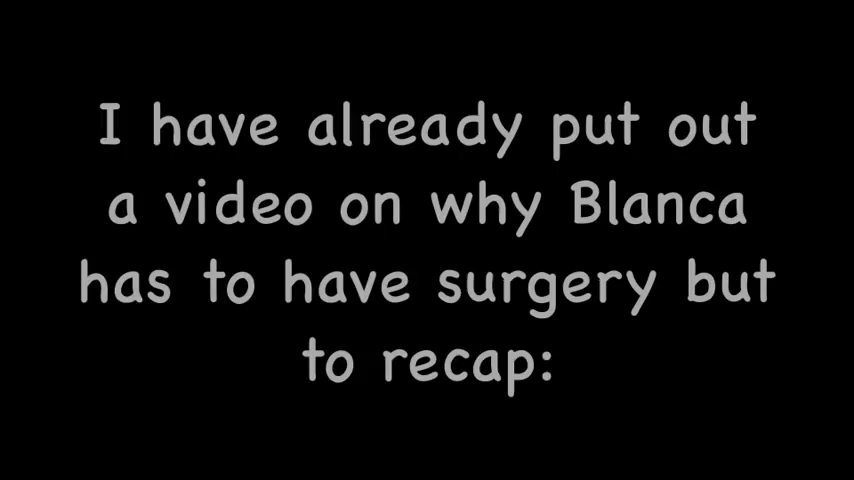 I have already put out
a video on why Blanca
has to have surgery but
to recap: